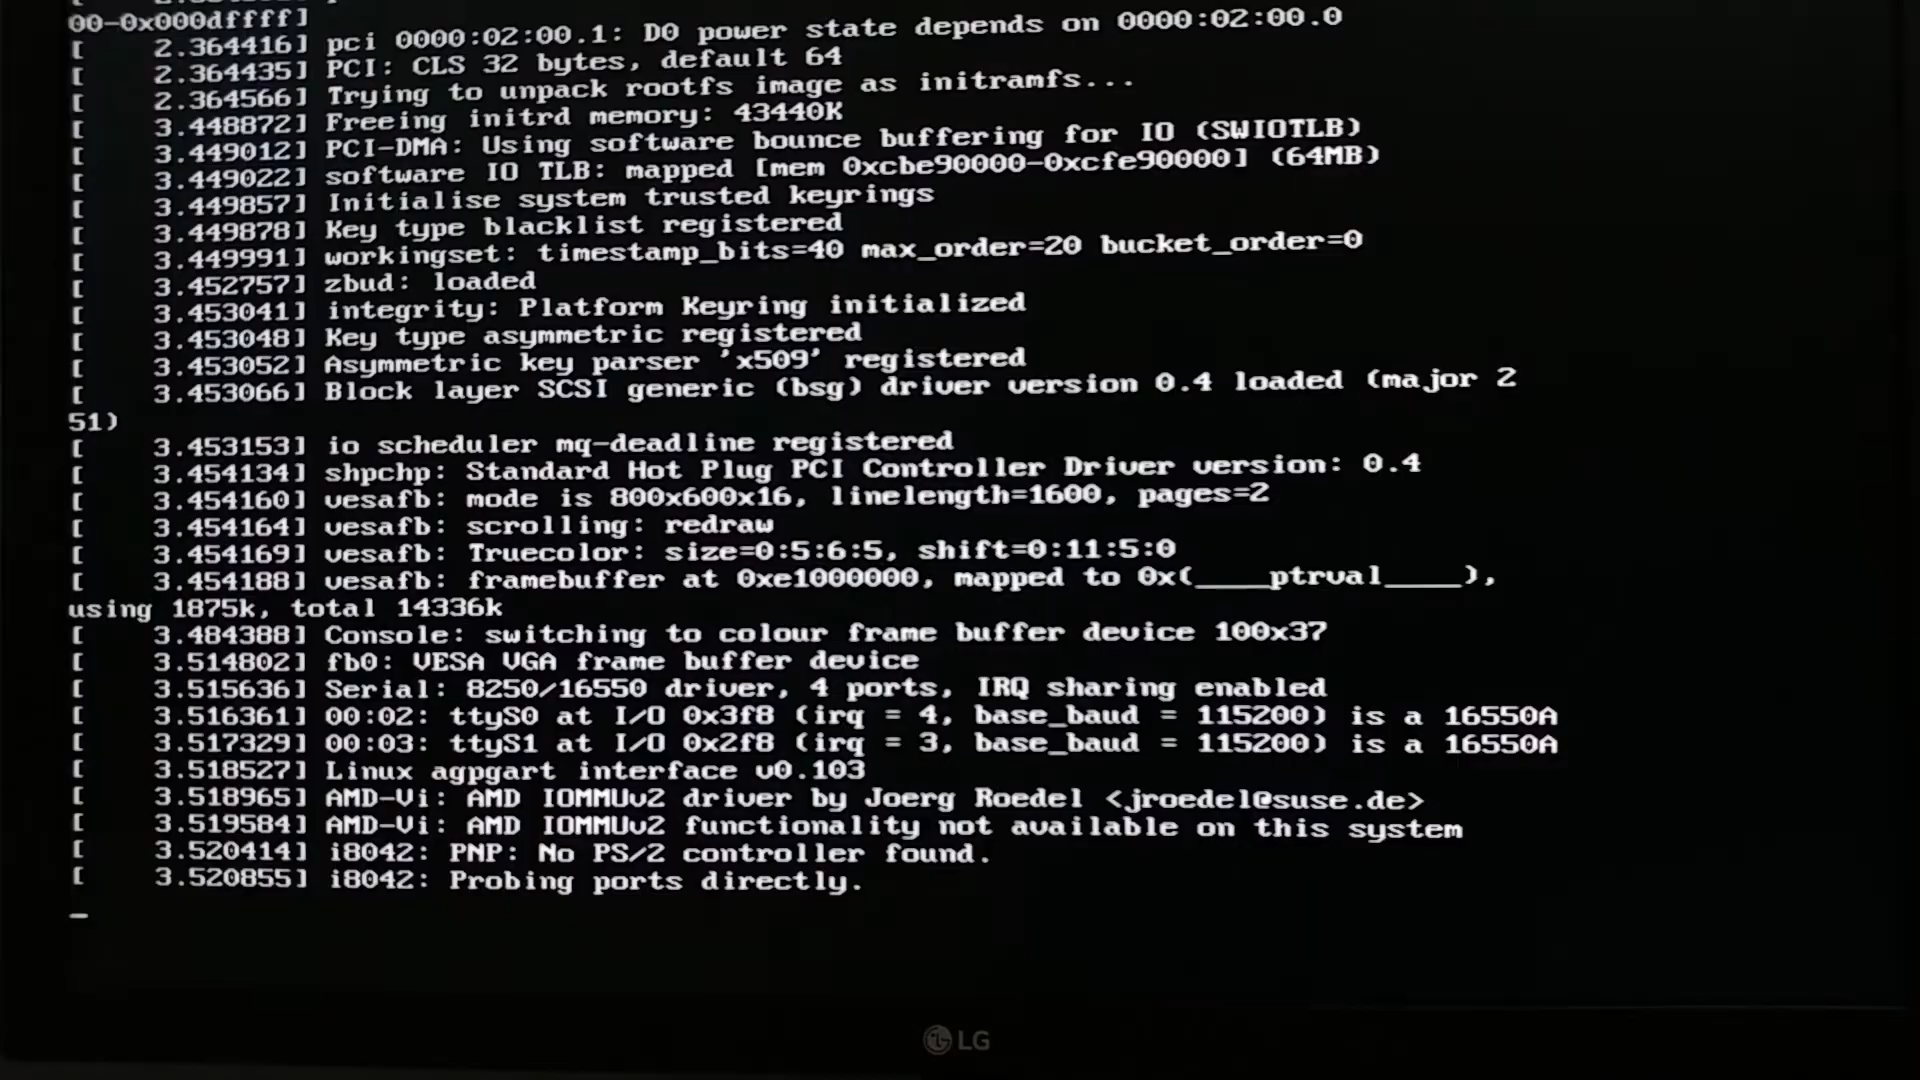 00-0x000dffff]
[    2.364416] pci 0000:02:00.1: D0 power state depends on 0000:02:00.0
[    2.364435] PCI: CLS 32 bytes, default 64
[    2.364566] Trying to unpack rootfs image as initramfs...
[    3.448872] Freeing initrd memory: 43440K
[    3.449012] PCI-DMA: Using software bounce buffering for IO (SWIOTLB)
[    3.449022] software IO TLB: mapped [mem 0xcbe90000-0xcfe90000] (64MB)
[    3.449857] Initialise system trusted keyrings
[    3.449878] Key type blacklist registered
[    3.449991] workingset: timestamp_bits=40 max_order=20 bucket_order=0
[    3.452757] zbud: loaded
[    3.453041] integrity: Platform Keyring initialized
[    3.453048] Key type asymmetric registered
[    3.453052] Asymmetric key parser 'x509' registered
[    3.453066] Block layer SCSI generic (bsg) driver version 0.4 loaded (major 2
51)
[    3.453153] io scheduler mq-deadline registered
[    3.454134] shpchp: Standard Hot Plug PCI Controller Driver version: 0.4
[    3.454160] vesafb: mode is 800x600x16, linelength=1600, pages=2
[    3.454164] vesafb: scrolling: redraw
[    3.454169] vesafb: Truecolor: size=0:5:6:5, shift=0:11:5:0
[    3.454188] vesafb: framebuffer at 0xe1000000, mapped to 0x(____ptrval____),
using 1875k, total 14336k
[    3.484388] Console: switching to colour frame buffer device 100x37
[    3.514802] fb0: VESA VGA frame buffer device
[    3.515636] Serial: 8250/16550 driver, 4 ports, IRQ sharing enabled
[    3.516361] 00:02: ttyS0 at I/O 0x3f8 (irq = 4, base_baud = 115200) is a 16550A
[    3.517329] 00:03: ttyS1 at I/O 0x2f8 (irq = 3, base_baud = 115200) is a 16550A
[    3.518527] Linux agpgart interface v0.103
[    3.518965] AMD-Vi: AMD IOMMUv2 driver by Joerg Roedel <jroedel@suse.de>
[    3.519584] AMD-Vi: AMD IOMMUv2 functionality not available on this system
[    3.520414] i8042: PNP: No PS/2 controller found.
[    3.520855] i8042: Probing ports directly.
LG